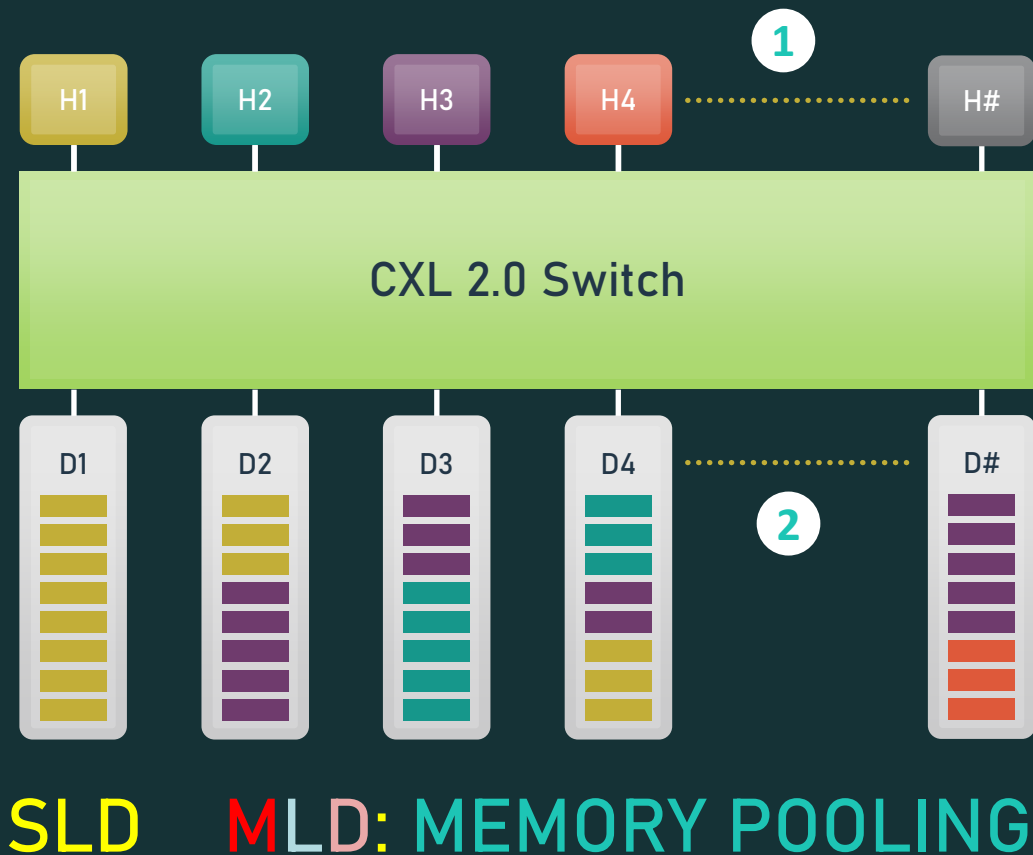 1
H1 H2 H3 H4 H#
CXL 2.0 Switch
D1 D2 D3 D4 D#
2
SLD MLD: MEMORY POOLING